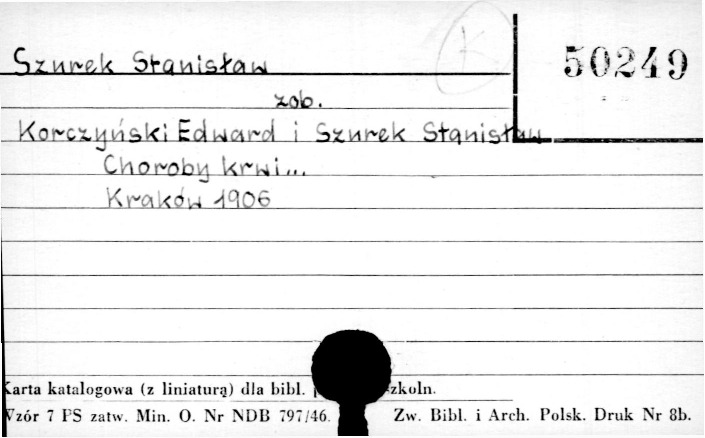 Szurek Stanisław
K
50249
zob.
Korczyński Edward i Szurek Stanisław
Choroby krwi...
Kraków 1906
Karta katalogowa (z liniaturą) dla bibl. zkoln.
Wzór 7 PS zatw. Min. O. Nr NDB 797/46. Zw. Bibl. i Arch. Polsk. Druk Nr 8b.